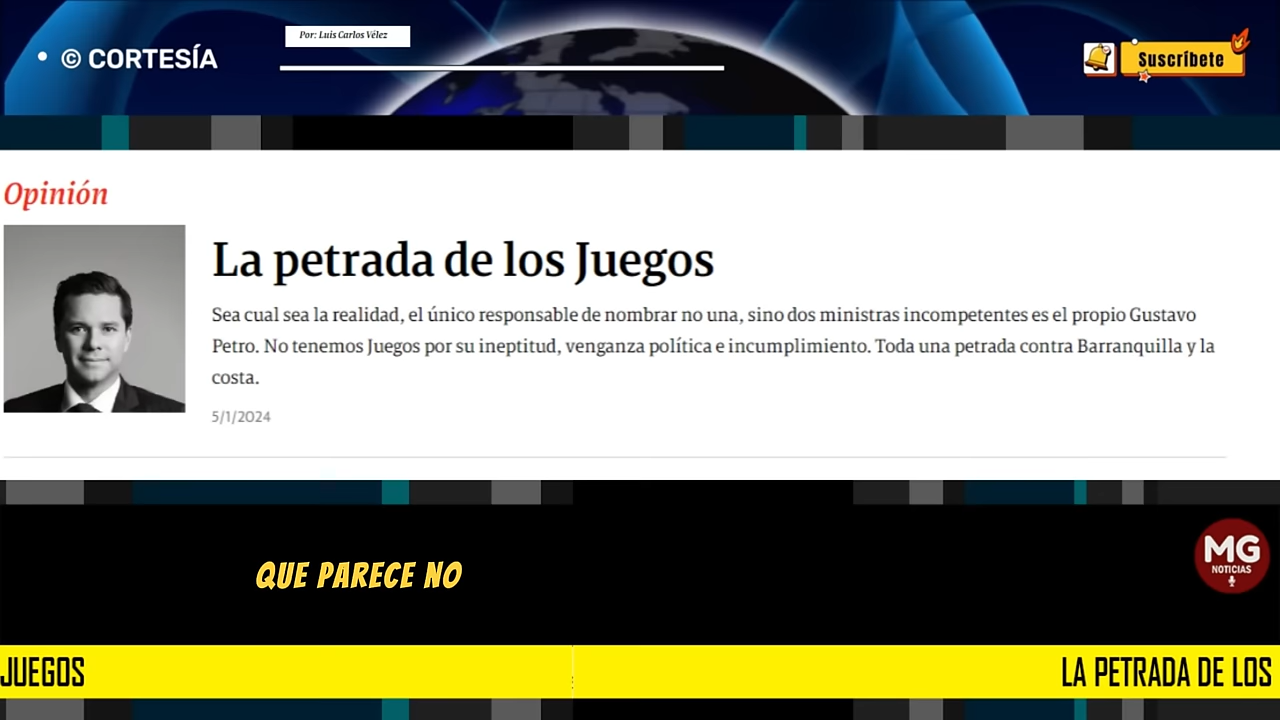 Por: Luis Carlos Vélez
• © CORTESÍA
Suscríbete
Opinión
La petrada de los Juegos
Sea cual sea la realidad, el único responsable de nombrar no una, sino dos ministras incompetentes es el propio Gustavo
Petro. No tenemos Juegos por su ineptitud, venganza política e incumplimiento. Toda una petrada contra Barranquilla y la
costa.
5/1/2024
MG
NOTICIAS
QUE PARECE NO
JUEGOS
LA PETRADA DE LOS